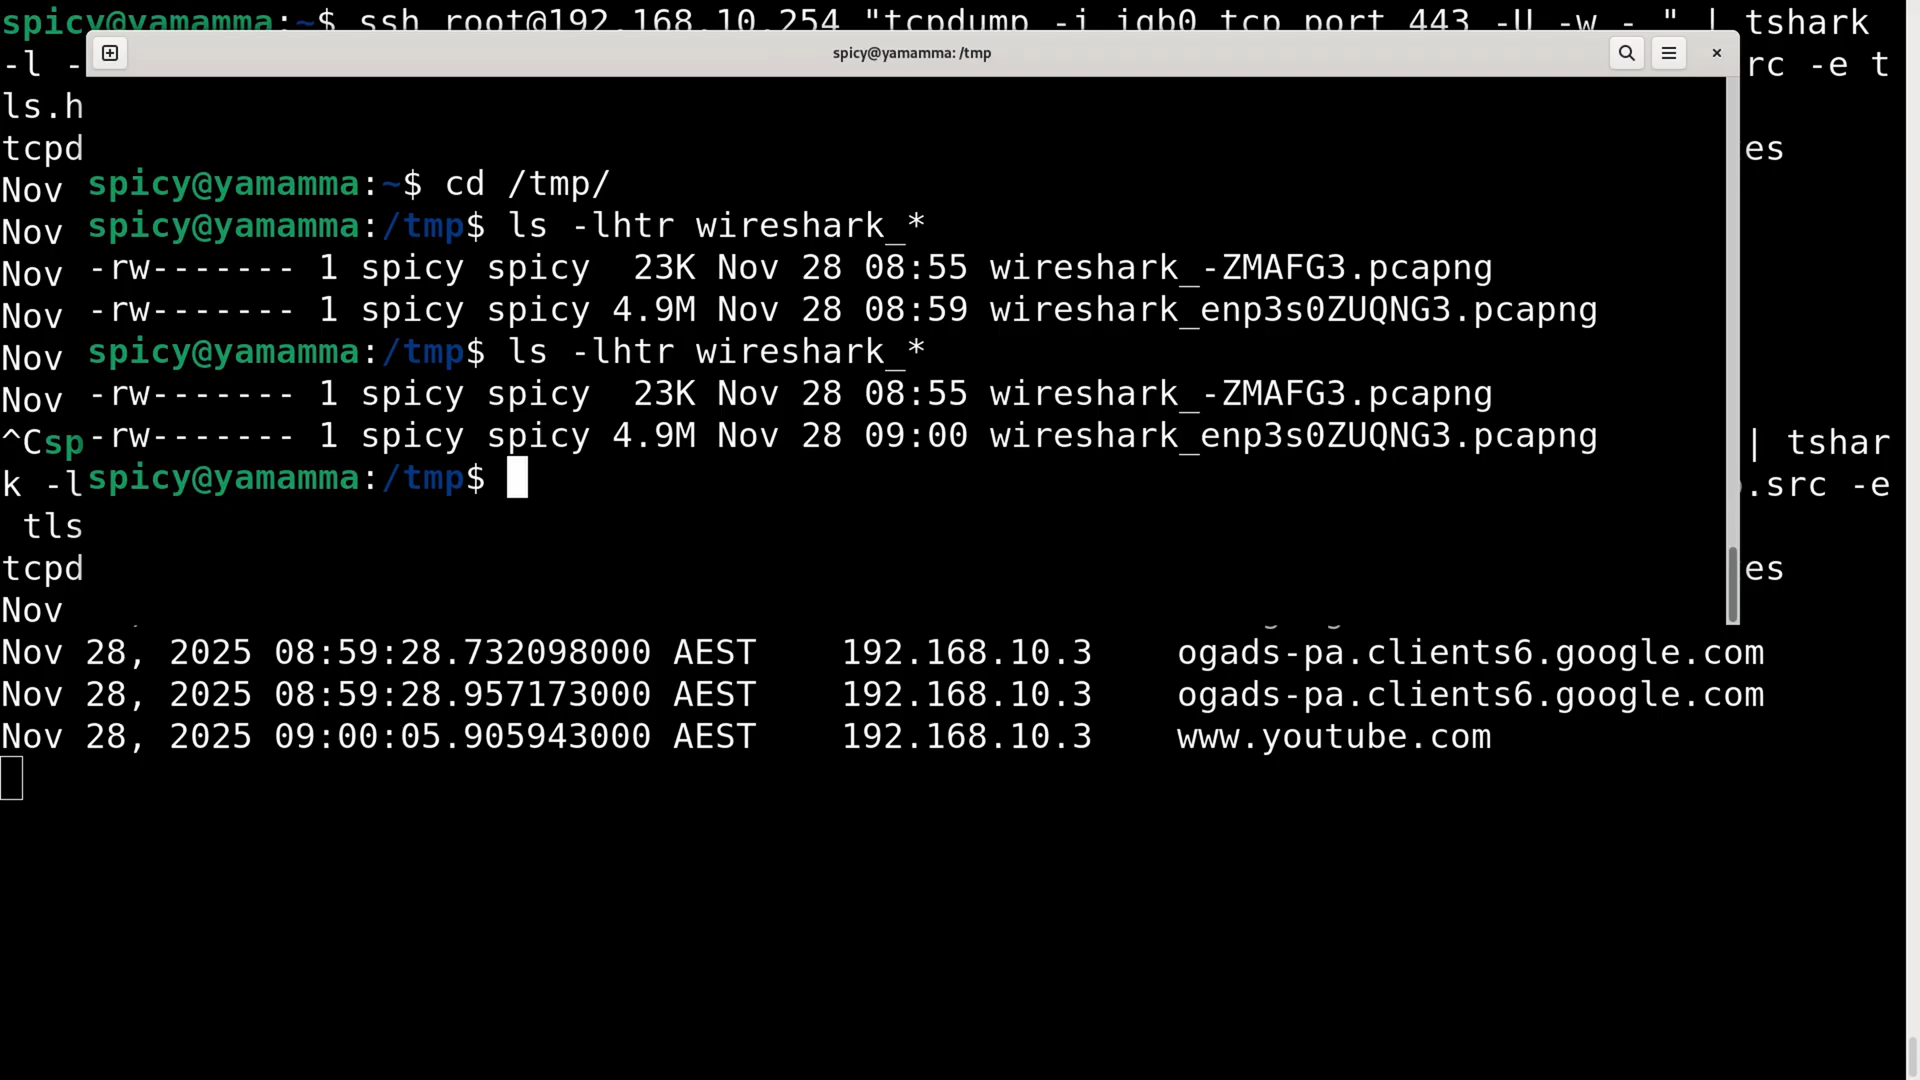 spicy@yamamma:~$ ssh root@192.168.10.254 "tcpdump -i igb0 tcp port 443 -U -w - " | tshark
spicy@yamamma: /tmp
-l - rc -e t
ls.h
tcpd es
Nov spicy@yamamma:~$ cd /tmp/
Nov spicy@yamamma:/tmp$ ls -lhtr wireshark_*
Nov -rw------- 1 spicy spicy  23K Nov 28 08:55 wireshark_-ZMAFG3.pcapng
Nov -rw------- 1 spicy spicy 4.9M Nov 28 08:59 wireshark_enp3s0ZUQNG3.pcapng
Nov spicy@yamamma:/tmp$ ls -lhtr wireshark_*
Nov -rw------- 1 spicy spicy  23K Nov 28 08:55 wireshark_-ZMAFG3.pcapng
^Csp -rw------- 1 spicy spicy 4.9M Nov 28 09:00 wireshark_enp3s0ZUQNG3.pcapng | tshar
k -l spicy@yamamma:/tmp$ .src -e
tls
tcpd es
Nov
Nov 28, 2025 08:59:28.732098000 AEST    192.168.10.3    ogads-pa.clients6.google.com
Nov 28, 2025 08:59:28.957173000 AEST    192.168.10.3    ogads-pa.clients6.google.com
Nov 28, 2025 09:00:05.905943000 AEST    192.168.10.3    www.youtube.com